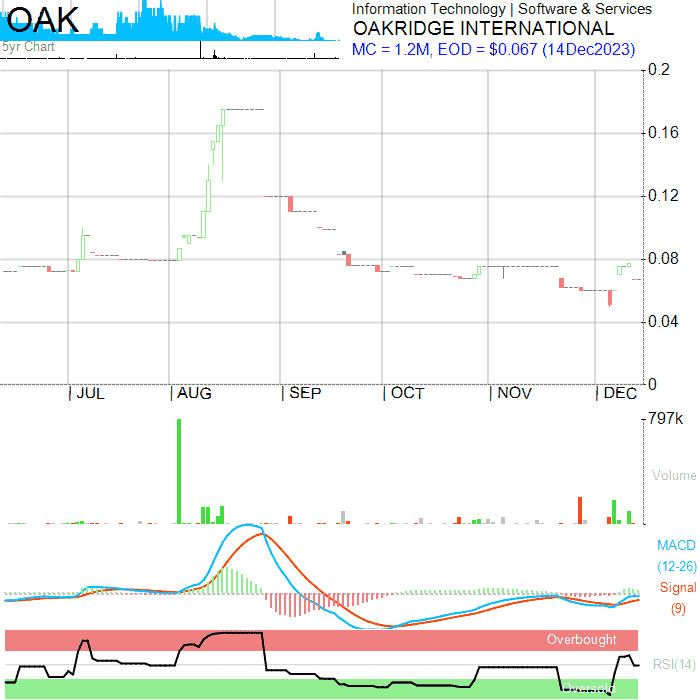 OAK
5yr Chart
Information Technology | Software & Services
OAKRIDGE INTERNATIONAL
MC = 1.2M, EOD = $0.067 (14Dec2023)
0.2
0.16
0.12
0.08
0.04
0
| JUL | AUG | SEP | OCT | NOV | DEC
797k
Volume
MACD
(12-26)
Signal
(9)
Overbought
RSI(14)
Oversold